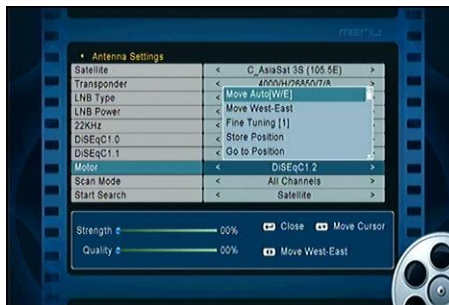 menu
• Antenna Settings
Satellite < C_AsiaSat 3S (105.5E) >
Transponder < 4000/H/26850/7/8
LNB Type <
LNB Power <
22KHz <
DiSEqC1.0 <
DiSEqC1.1 <
Move Auto[W/E]
Move West-East
Fine Tuning [1]
Store Position
Go to Position
Motor < DiSEqC1.2 >
Scan Mode < All Channels >
Start Search < Satellite >
Strength 00% Close Move Cursor
Quality 00% Move West-East